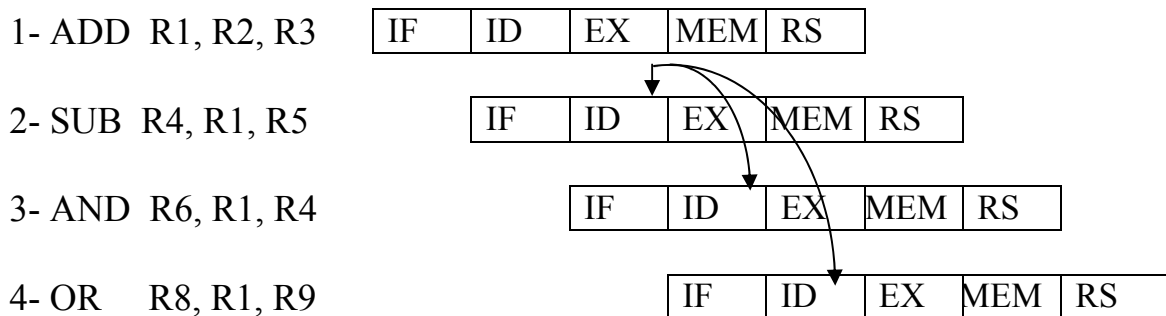 1- ADD R1, R2, R3 IF ID EX MEM RS
2- SUB R4, R1, R5 IF ID EX MEM RS
3- AND R6, R1, R4 IF ID EX MEM RS
4- OR R8, R1, R9 IF ID EX MEM RS